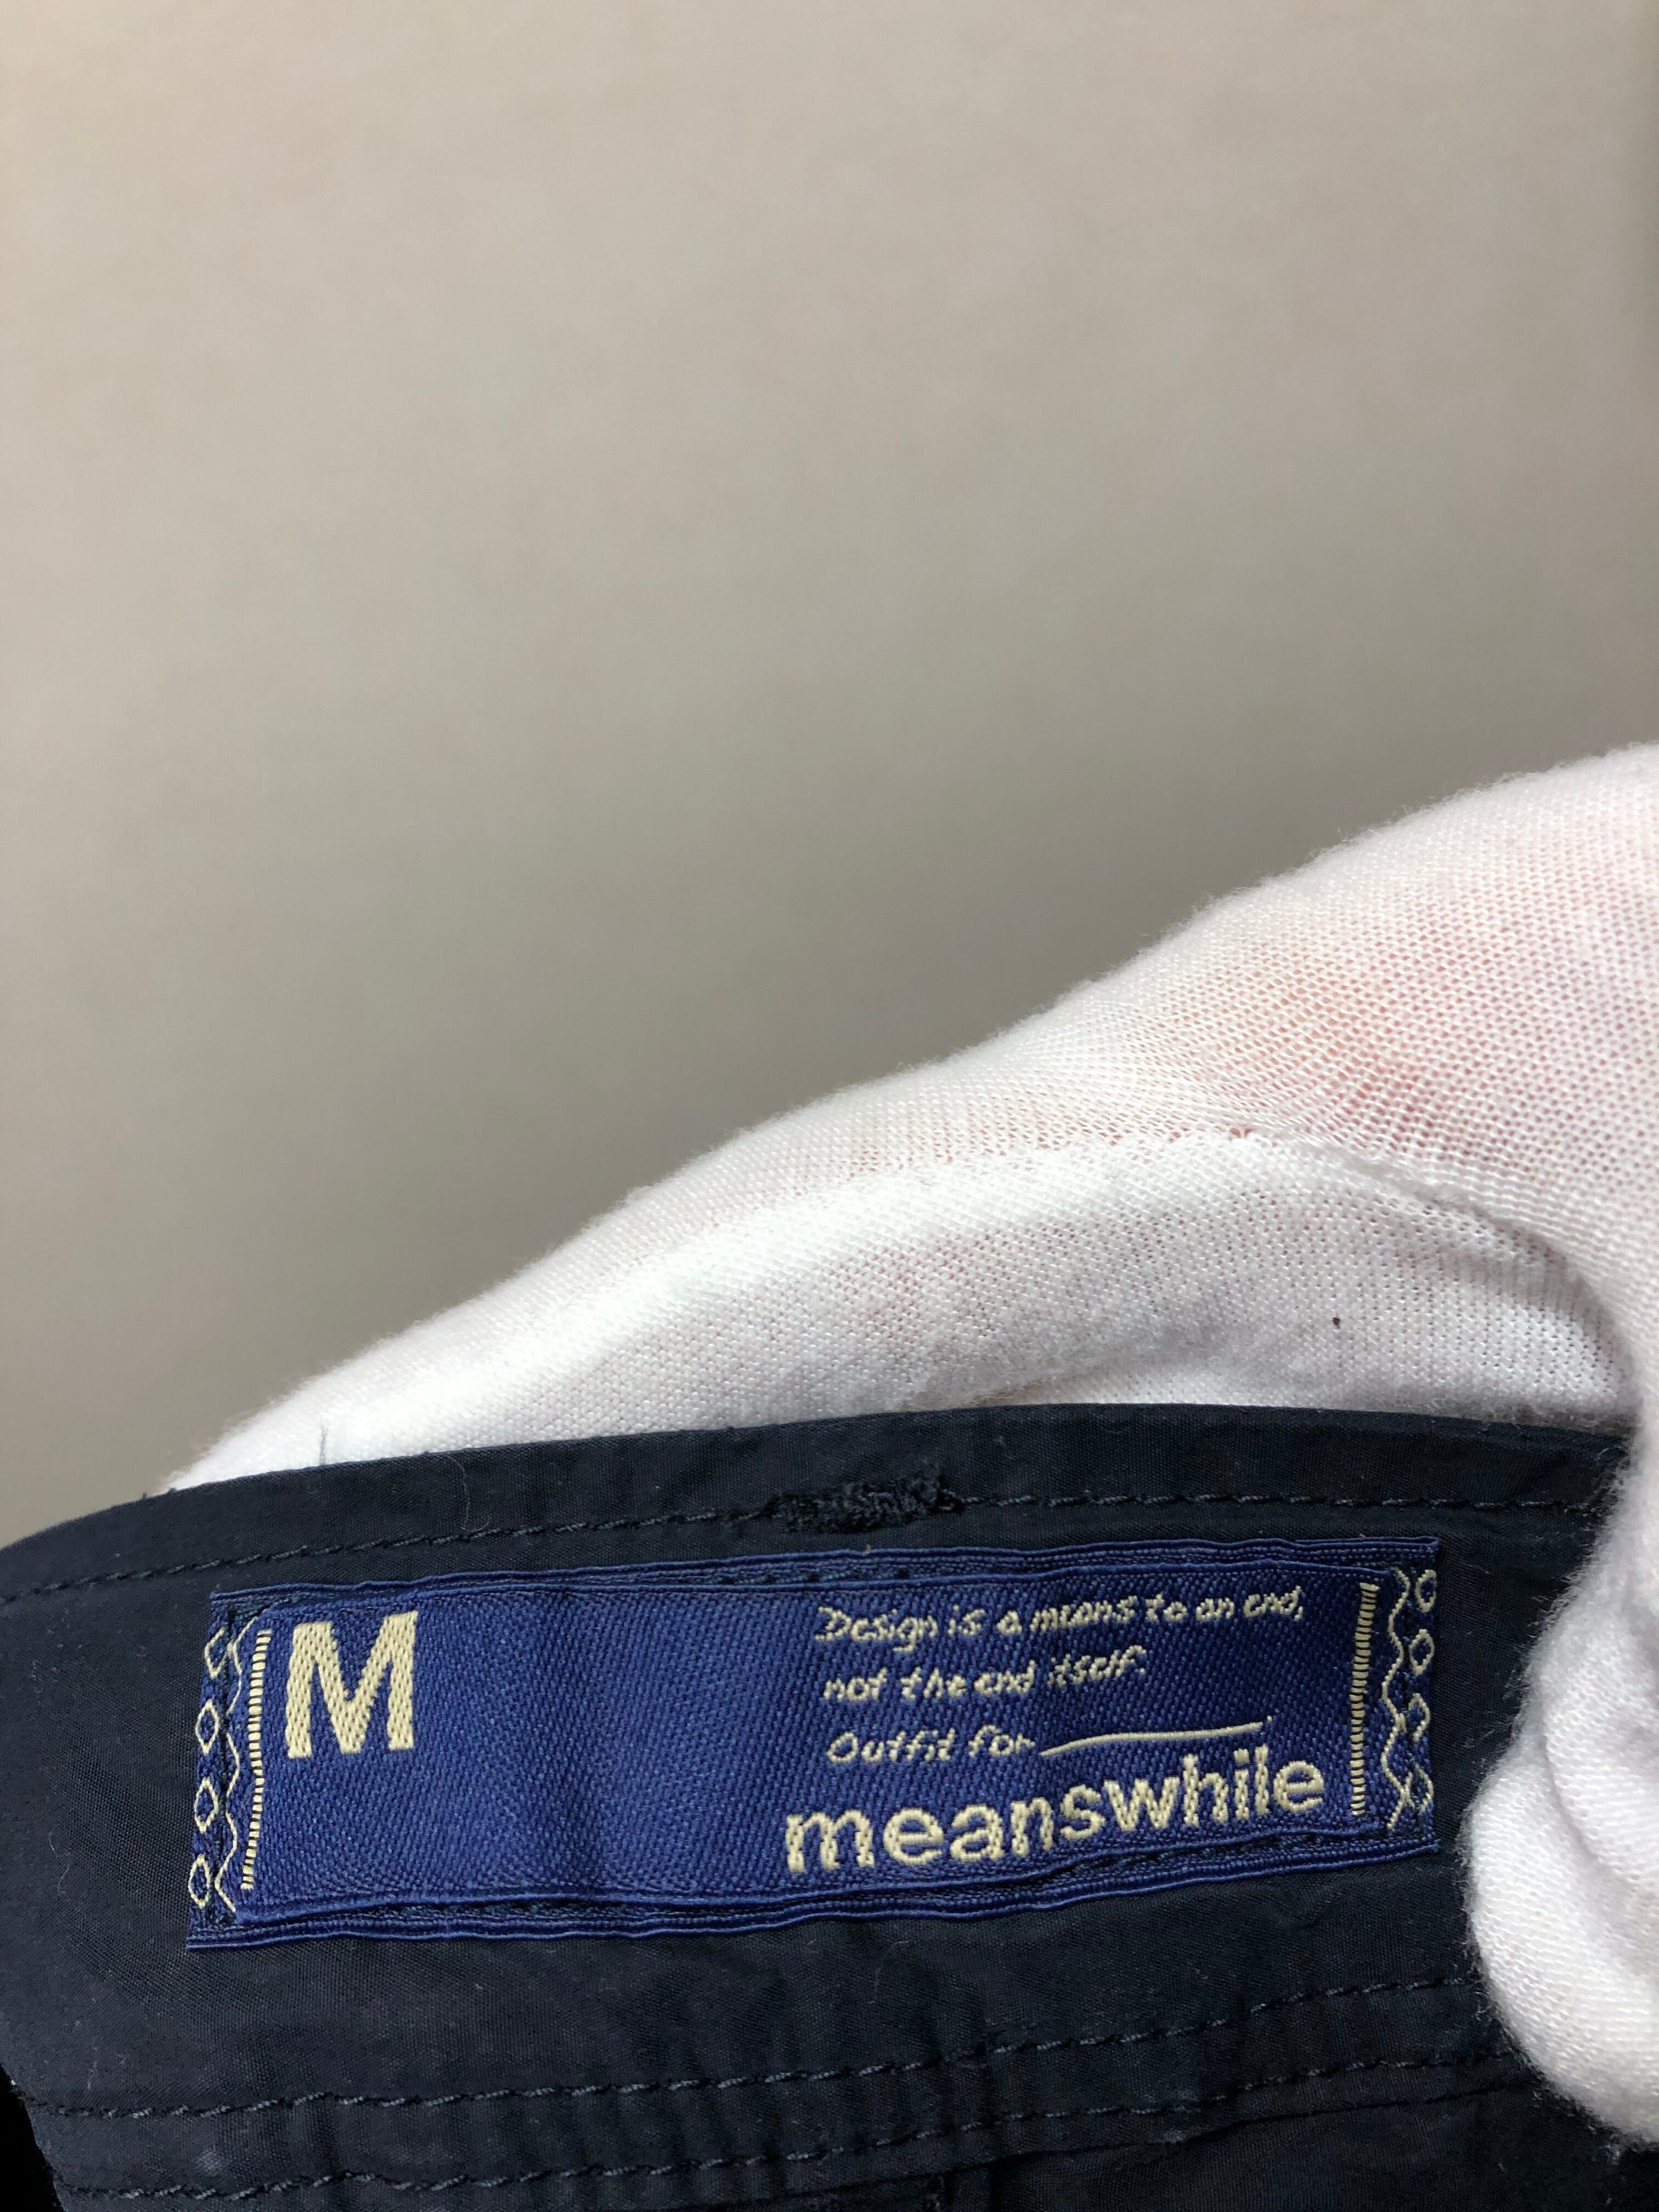 M
Design is a means to an end,
not the end itself.
Outfit for
meanswhile